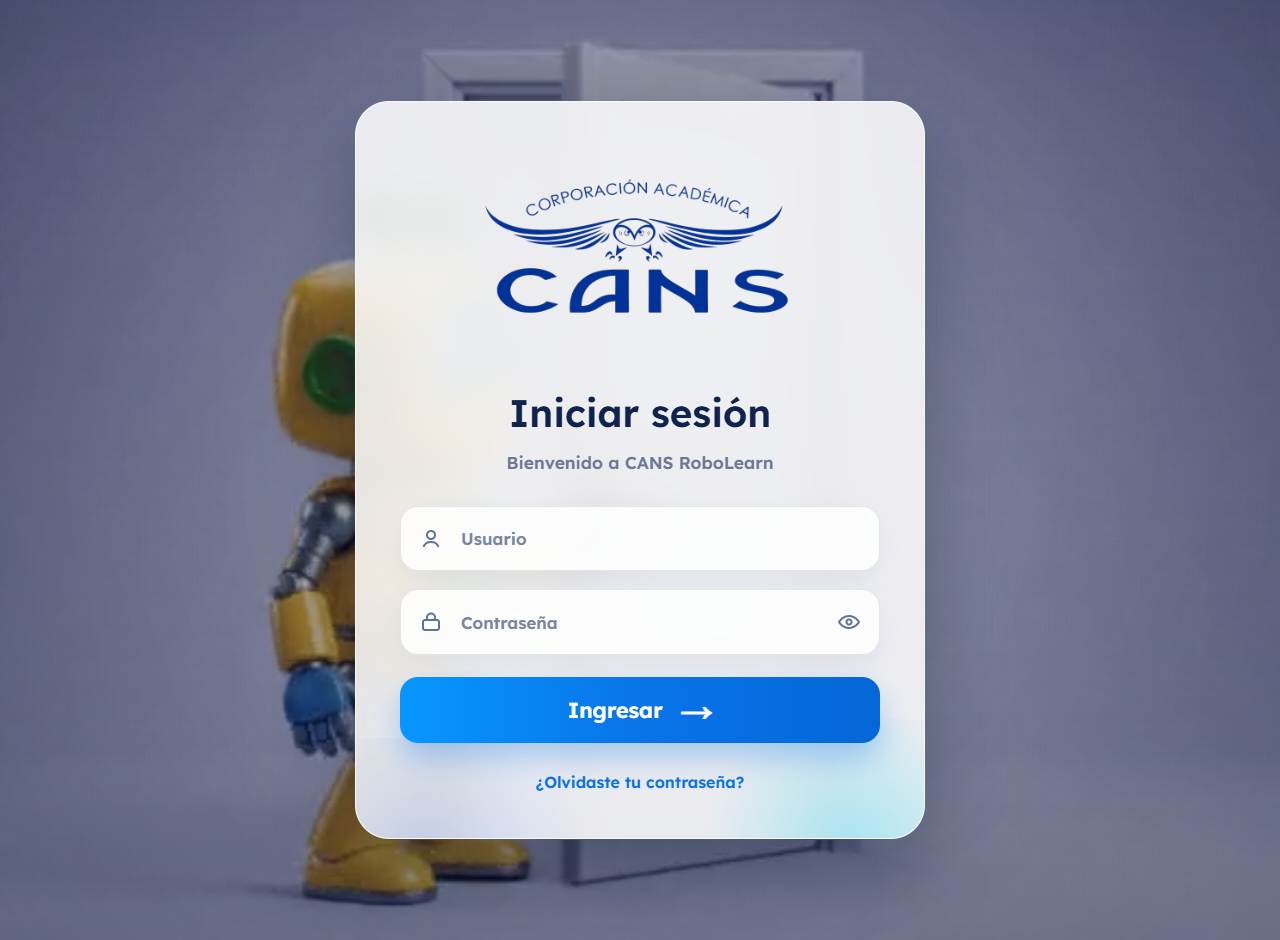 CORPORACIÓN ACADÉMICA
CANS
Iniciar sesión
Bienvenido a CANS RoboLearn
Usuario
Contraseña
Ingresar →
¿Olvidaste tu contraseña?